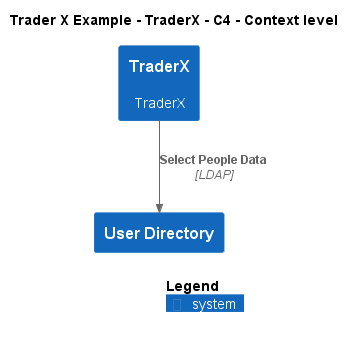 Trader X Example - TraderX - C4 - Context level
TraderX
TraderX
Select People Data
[LDAP]
User Directory
Legend
system